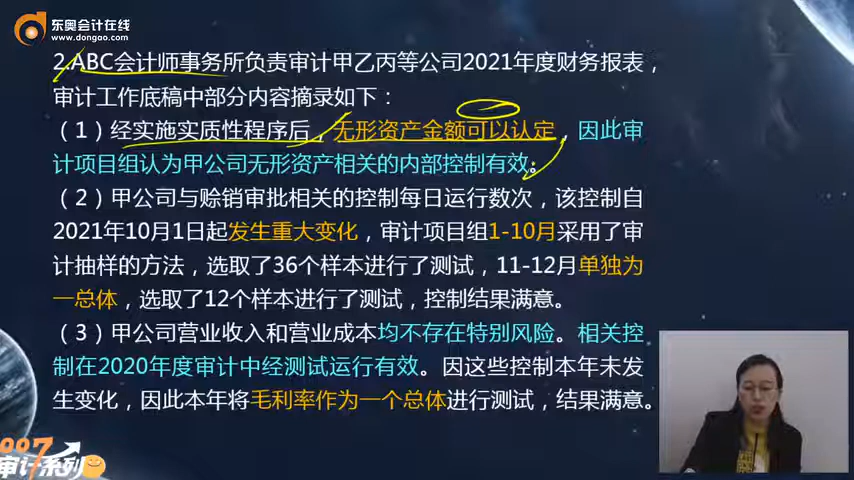 东奥会计在线
www.dongao.com
2.ABC会计师事务所负责审计甲乙丙等公司2021年度财务报表，
审计工作底稿中部分内容摘录如下：
（1）经实施实质性程序后，无形资产金额可以认定，因此审
计项目组认为甲公司无形资产相关的内部控制有效。
（2）甲公司与赊销审批相关的控制每日运行数次，该控制自
2021年10月1日起发生重大变化，审计项目组1-10月采用了审
计抽样的方法，选取了36个样本进行了测试，11-12月单独为
一总体，选取了12个样本进行了测试，控制结果满意。
（3）甲公司营业收入和营业成本均不存在特别风险。相关控
制在2020年度审计中经测试运行有效。因这些控制本年未发
生变化，因此本年将毛利率作为一个总体进行测试，结果满意。
审计系列